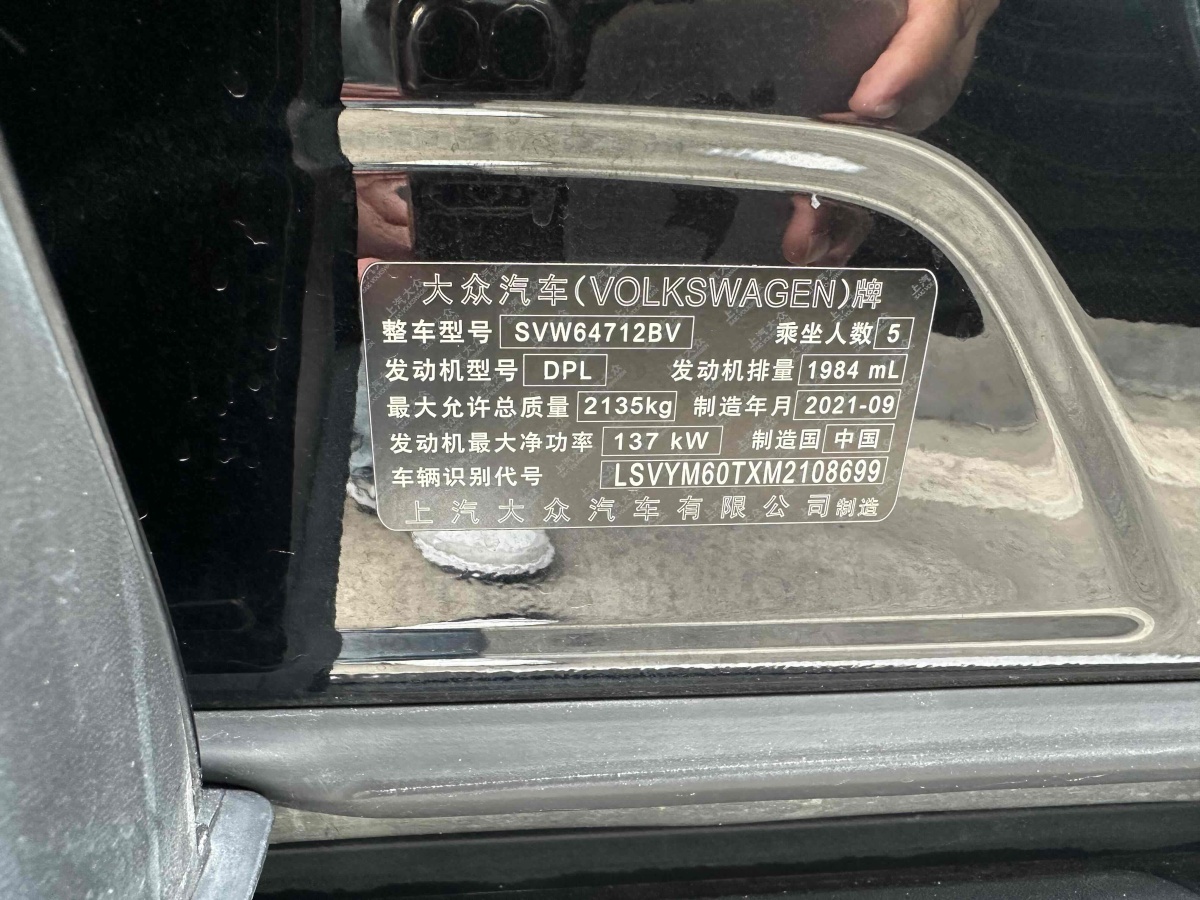 大众汽车(VOLKSWAGEN)牌
整车型号 SVW64712BV 乘坐人数 5
发动机型号 DPL 发动机排量 1984 mL
最大允许总质量 2135kg 制造年月 2021-09
发动机最大净功率 137 kW 制造国 中国
车辆识别代号 LSVYM60TXM2108699
上汽大众汽车有限公司制造